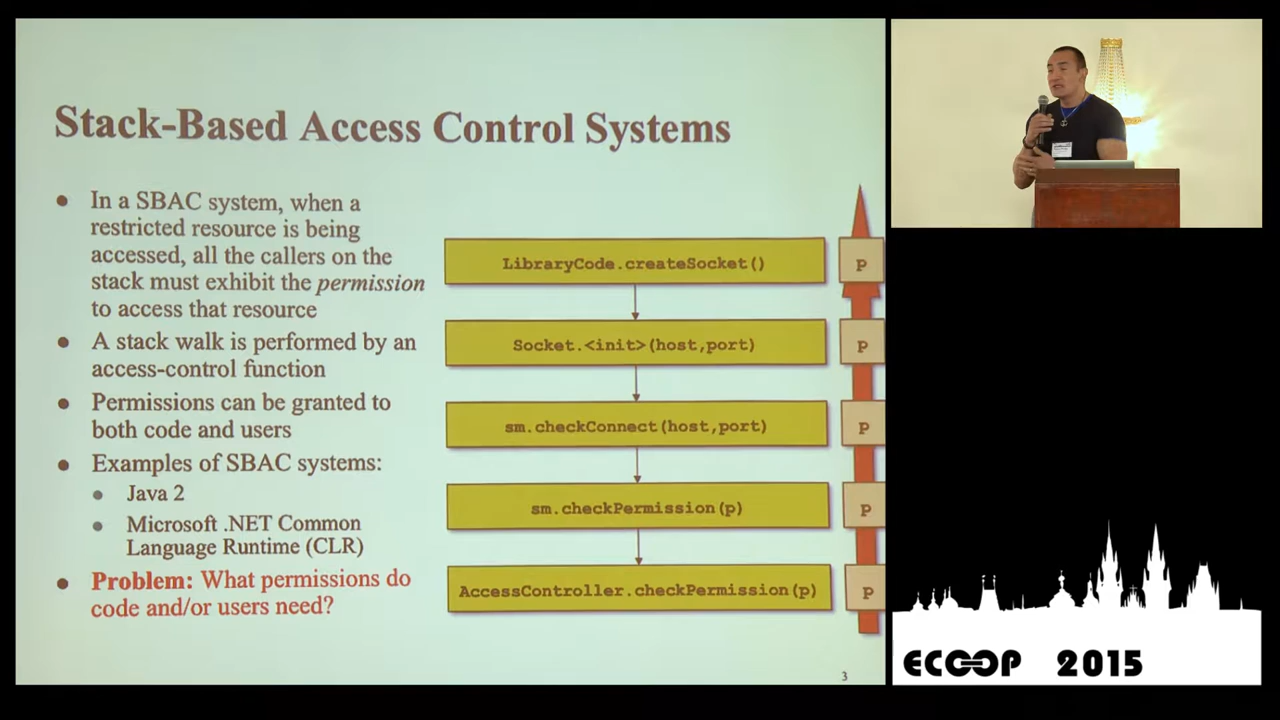 Stack-Based Access Control Systems
● In a SBAC system, when a
restricted resource is being
accessed, all the callers on the
stack must exhibit the permission
to access that resource
● A stack walk is performed by an
access-control function
● Permissions can be granted to
both code and users
● Examples of SBAC systems:
● Java 2
● Microsoft .NET Common
Language Runtime (CLR)
● Problem: What permissions do
code and/or users need?
LibraryCode.createSocket()
p
Socket.<init>(host,port)
p
sm.checkConnect(host,port)
p
sm.checkPermission(p)
p
AccessController.checkPermission(p)
p
3
ECOOP 2015